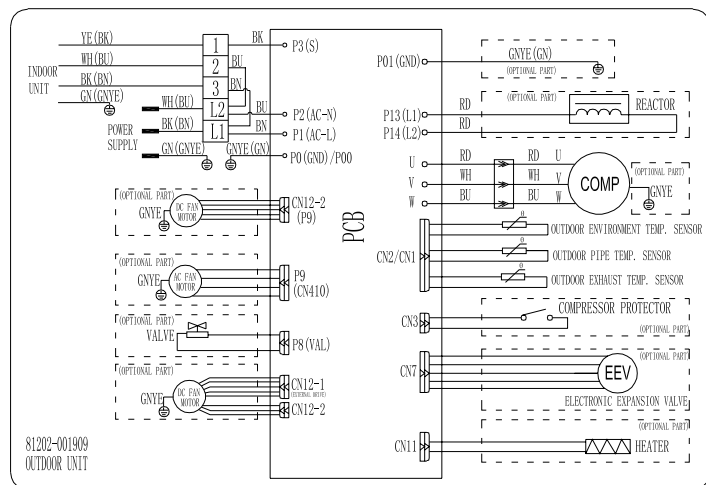 YE(BK)
WH(BU)
BK(BN)
GN(GNYE)
INDOOR
UNIT
1
2
3
L2
L1
BK
BU
BN
BU
BN
WH(BU)
BK(BN)
GN(GNYE)
GNYE(GN)
POWER
SUPPLY
P3(S)
P2(AC-N)
P1(AC-L)
P0(GND)/P00
(OPTIONAL PART)
GNYE
DC FAN
MOTOR
CN12-2
(P9)
(OPTIONAL PART)
GNYE
AC FAN
MOTOR
P9
(CN410)
(OPTIONAL PART)
VALVE
P8(VAL)
(OPTIONAL PART)
GNYE
DC FAN
MOTOR
CN12-1
(EXTERNAL DRIVE)
CN12-2
81202-001909
OUTDOOR UNIT
PCB
P01(GND)
GNYE(GN)
(OPTIONAL PART)
P13(L1)
P14(L2)
RD
RD
(OPTIONAL PART)
REACTOR
U
V
W
RD
WH
BU
RD
WH
BU
U
V
W
COMP
(OPTIONAL PART)
GNYE
CN2/CN1
θ
OUTDOOR ENVIRONMENT TEMP. SENSOR
θ
OUTDOOR PIPE TEMP. SENSOR
θ
OUTDOOR EXHAUST TEMP. SENSOR
CN3
COMPRESSOR PROTECTOR
(OPTIONAL PART)
CN7
(OPTIONAL PART)
EEV
ELECTRONIC EXPANSION VALVE
CN11
(OPTIONAL PART)
HEATER